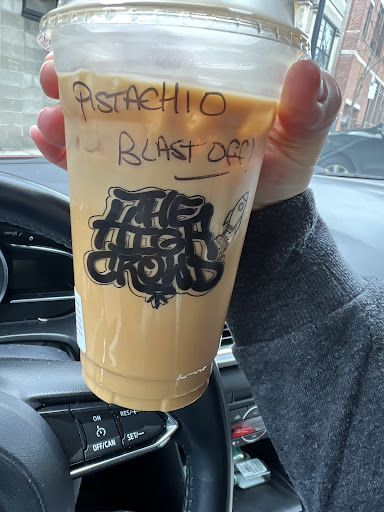 PISTACHIO
BLAST OFF!
THE
HIGH
CROWD
ON
RES/+
OFF/CAN
SET/−